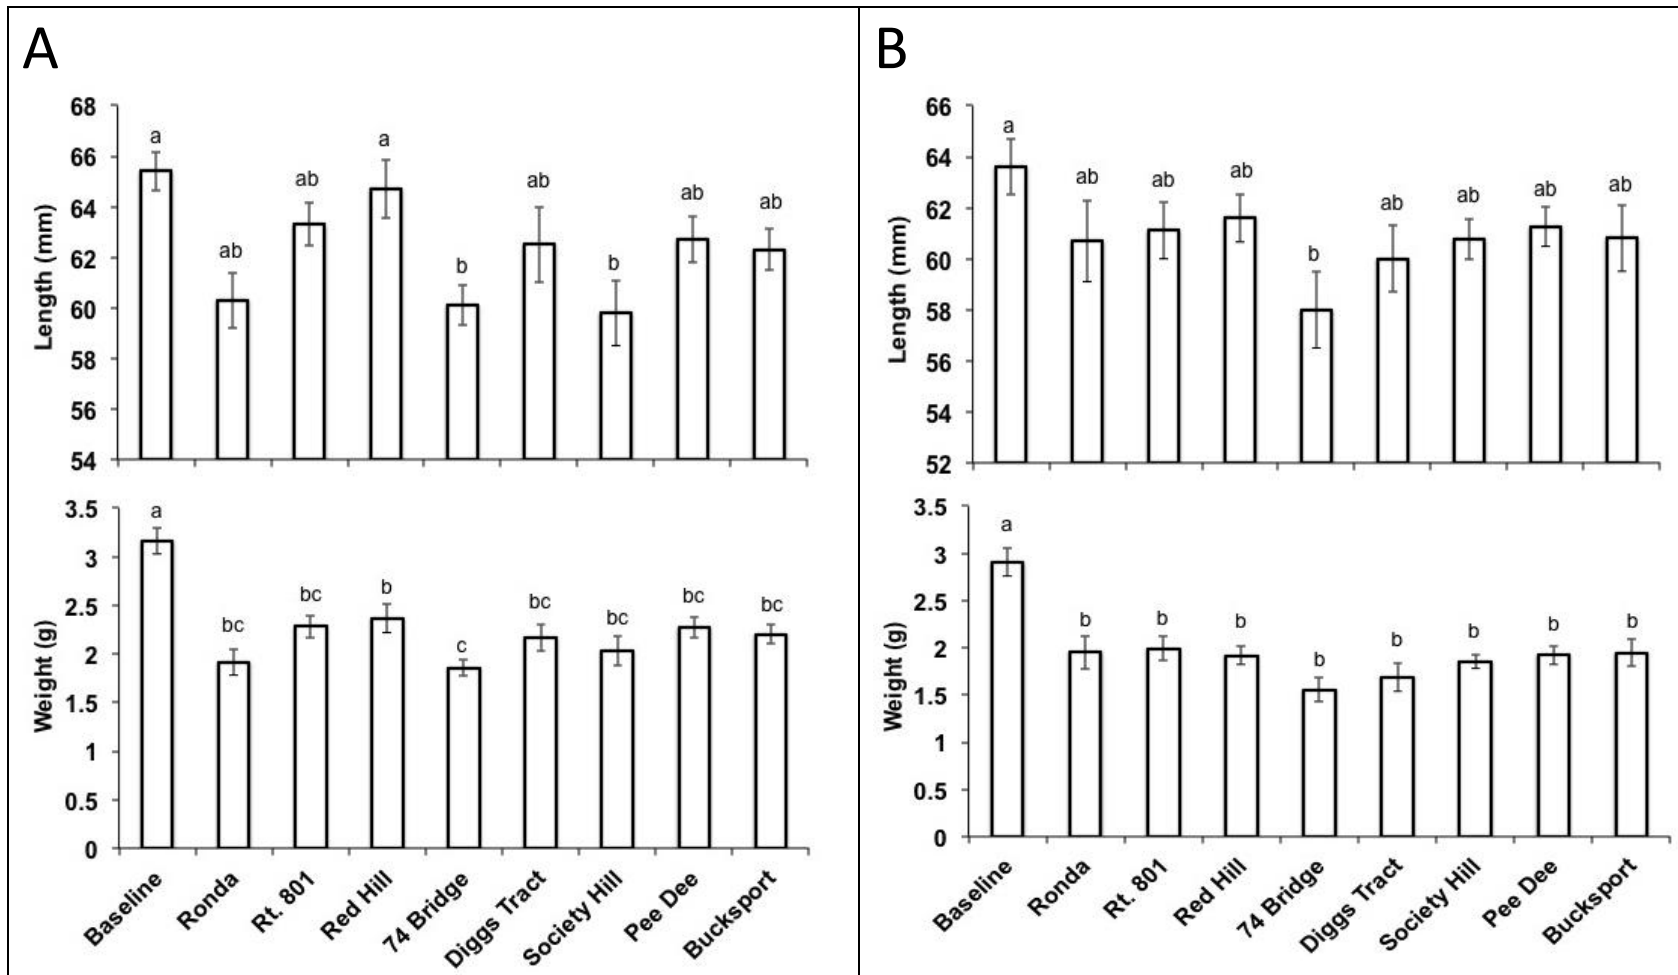 A
68
66
64
62
60
58
56
54
Length (mm)
a
ab
ab
a
b
ab
b
ab
ab
3.5
3
2.5
2
1.5
1
0.5
0
Weight (g)
a
bc
bc
b
c
bc
bc
bc
bc
Baseline
Ronda
Rt. 801
Red Hill
74 Bridge
Diggs Tract
Society Hill
Pee Dee
Bucksport
B
66
64
62
60
58
56
54
52
Length (mm)
a
ab
ab
ab
b
ab
ab
ab
ab
3.5
3
2.5
2
1.5
1
0.5
0
Weight (g)
a
b
b
b
b
b
b
b
b
Baseline
Ronda
Rt. 801
Red Hill
74 Bridge
Diggs Tract
Society Hill
Pee Dee
Bucksport